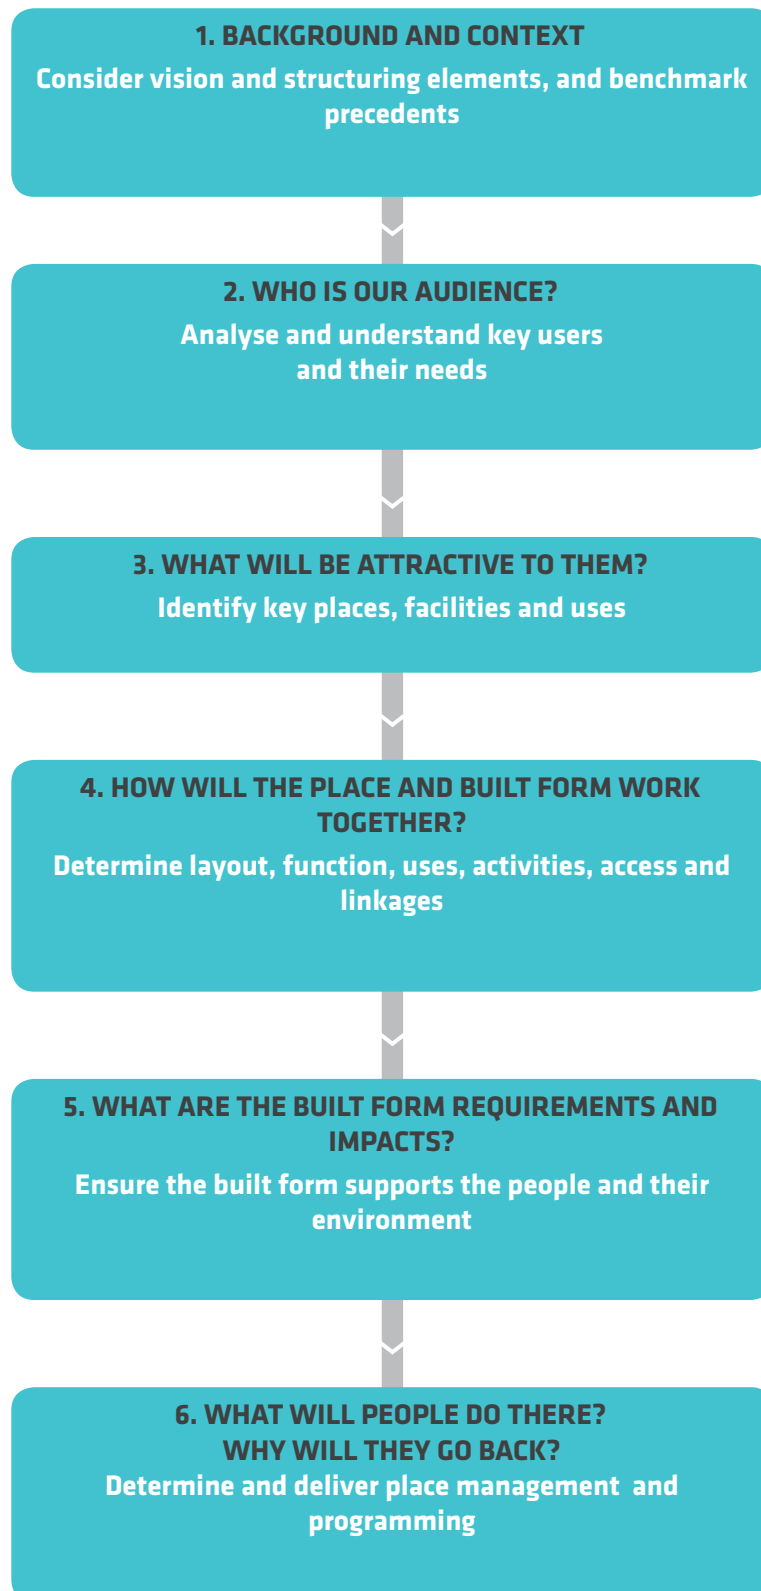 1. BACKGROUND AND CONTEXT
Consider vision and structuring elements, and benchmark
precedents
2. WHO IS OUR AUDIENCE?
Analyse and understand key users
and their needs
3. WHAT WILL BE ATTRACTIVE TO THEM?
Identify key places, facilities and uses
4. HOW WILL THE PLACE AND BUILT FORM WORK
TOGETHER?
Determine layout, function, uses, activities, access and
linkages
5. WHAT ARE THE BUILT FORM REQUIREMENTS AND
IMPACTS?
Ensure the built form supports the people and their
environment
6. WHAT WILL PEOPLE DO THERE?
WHY WILL THEY GO BACK?
Determine and deliver place management and
programming